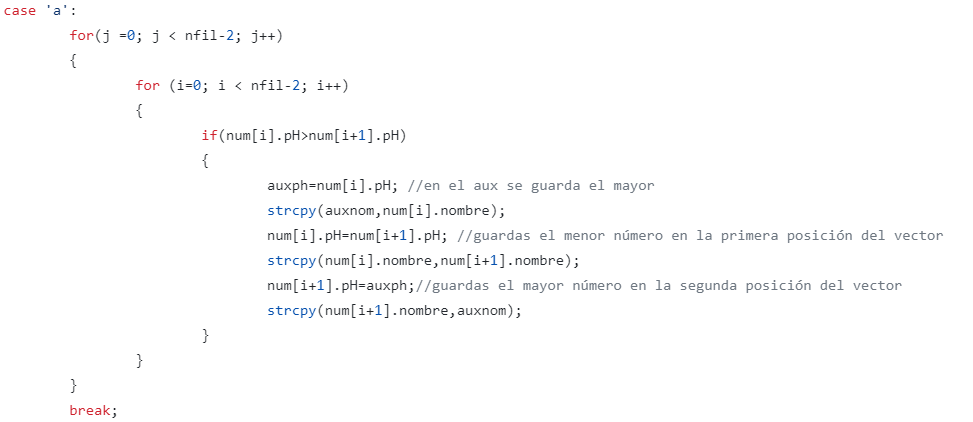 case 'a':
for(j =0; j < nfil-2; j++)
{
for (i=0; i < nfil-2; i++)
{
if(num[i].pH>num[i+1].pH)
{
auxph=num[i].pH; //en el aux se guarda el mayor
strcpy(auxnom,num[i].nombre);
num[i].pH=num[i+1].pH; //guardas el menor número en la primera posición del vector
strcpy(num[i].nombre,num[i+1].nombre);
num[i+1].pH=auxph;//guardas el mayor número en la segunda posición del vector
strcpy(num[i+1].nombre,auxnom);
}
}
}
break;